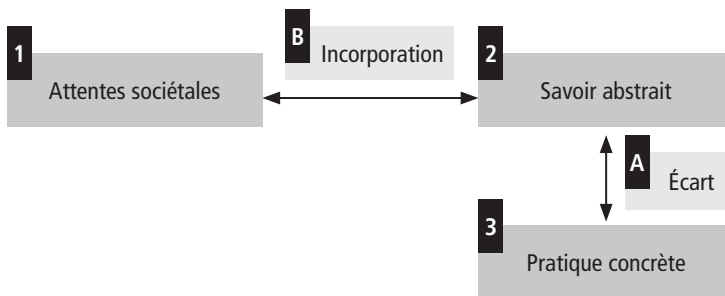 1
Attentes sociétales
B
Incorporation
2
Savoir abstrait
A
Écart
3
Pratique concrète